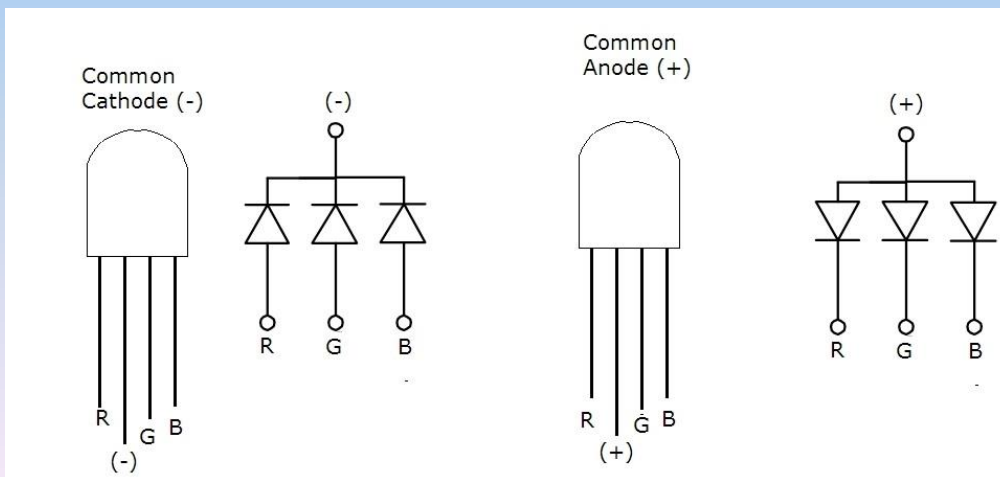 Common
Cathode (-)
(-)
R
G
B
R
(-)
G
B
Common
Anode (+)
(+)
R
G
B
R
(+)
G
B